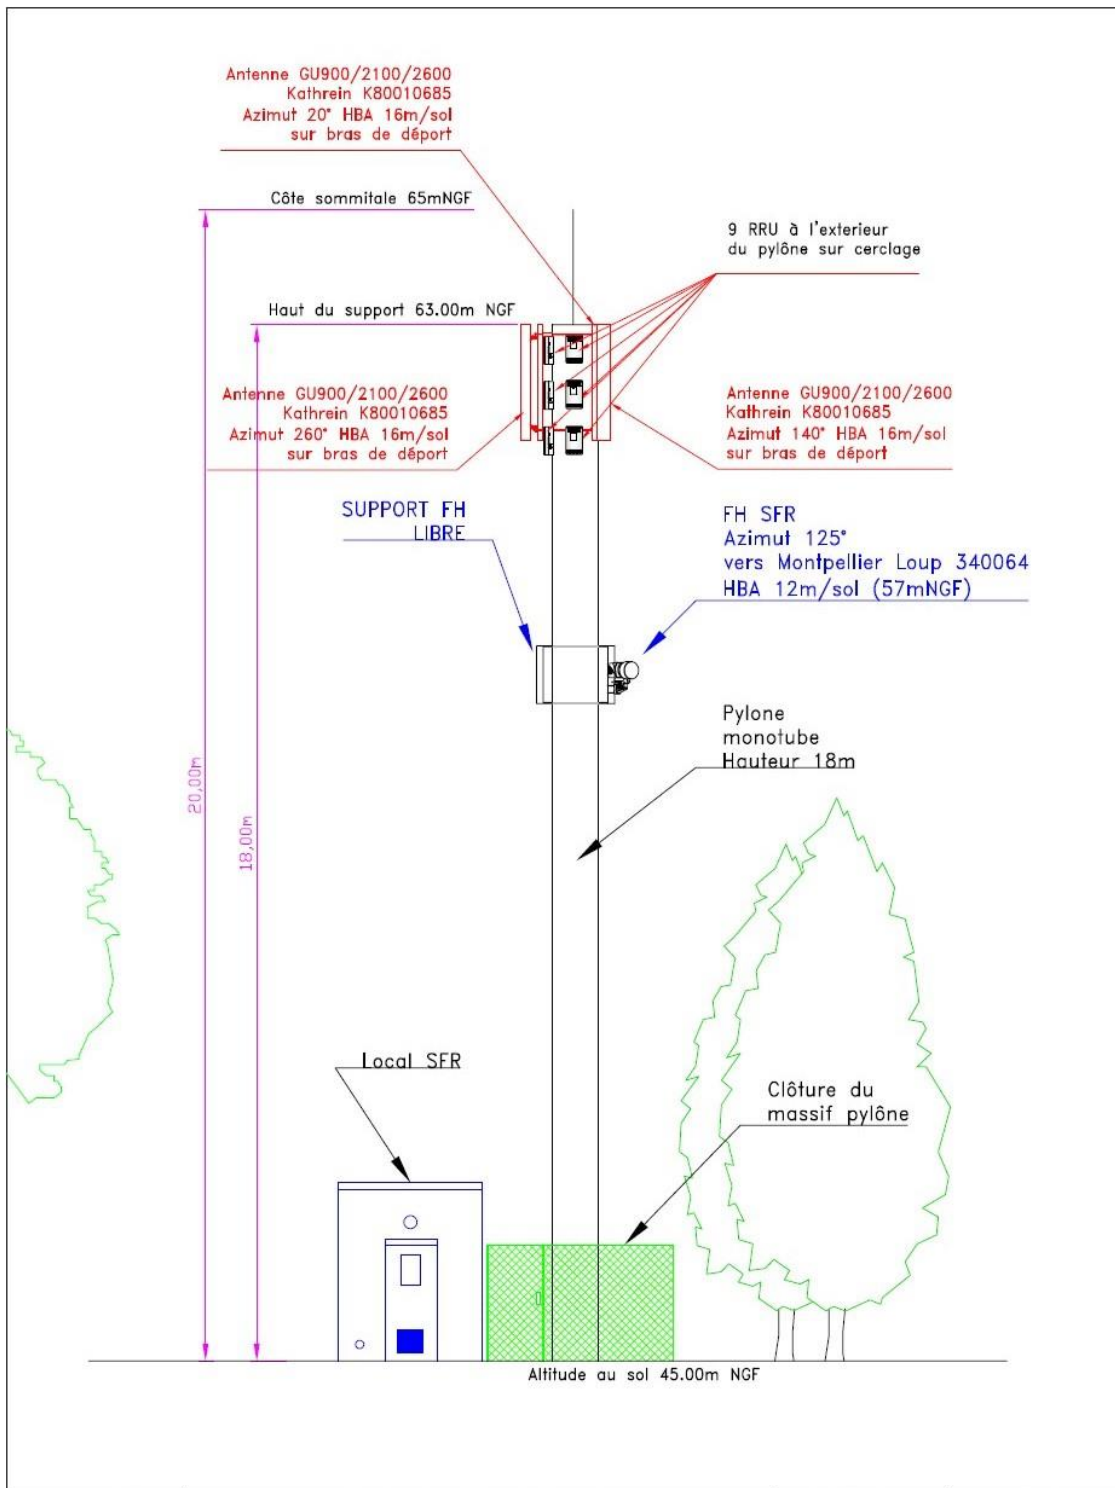 Antenne GU900/2100/2600
Kathrein K80010685
Azimut 20° HBA 16m/sol
sur bras de déport
Côte sommitale 65mNGF
9 RRU à l'exterieur
du pylône sur cerclage
Haut du support 63.00m NGF
Antenne GU900/2100/2600
Kathrein K80010685
Azimut 260° HBA 16m/sol
sur bras de déport
Antenne GU900/2100/2600
Kathrein K80010685
Azimut 140° HBA 16m/sol
sur bras de déport
SUPPORT FH
LIBRE
FH SFR
Azimut 125°
vers Montpellier Loup 340064
HBA 12m/sol (57mNGF)
Pylone
monotube
Hauteur 18m
20,00m
18,00m
Local SFR
Clôture du
massif pylône
Altitude au sol 45.00m NGF